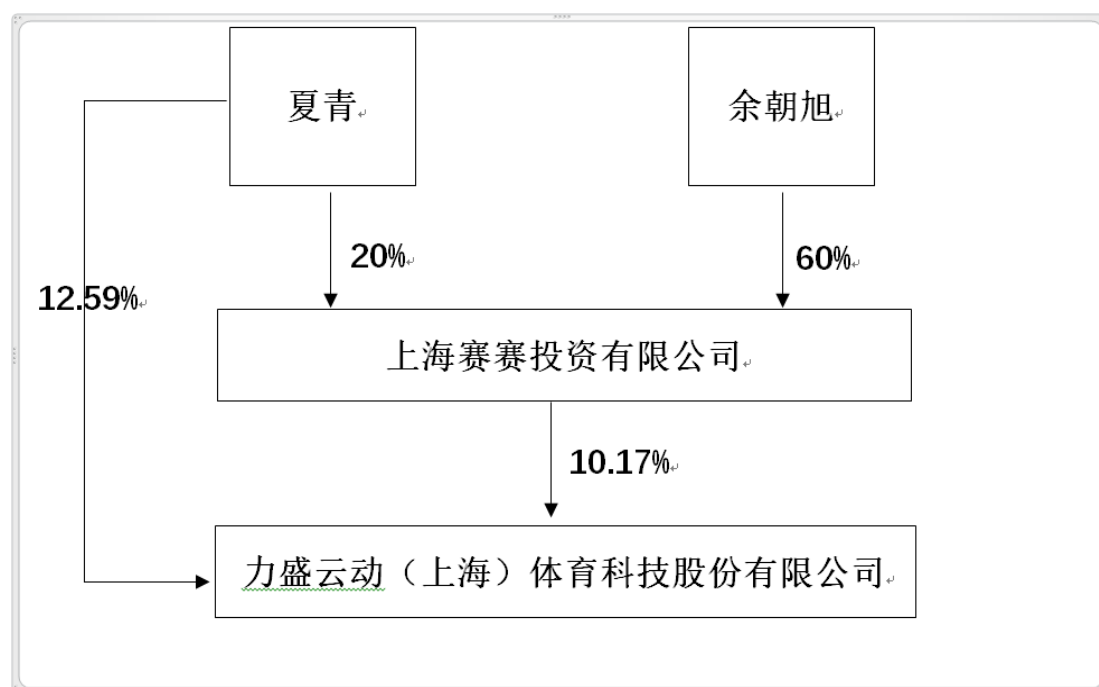 夏青
余朝旭
20%
60%
12.59%
上海赛赛投资有限公司
10.17%
力盛云动（上海）体育科技股份有限公司